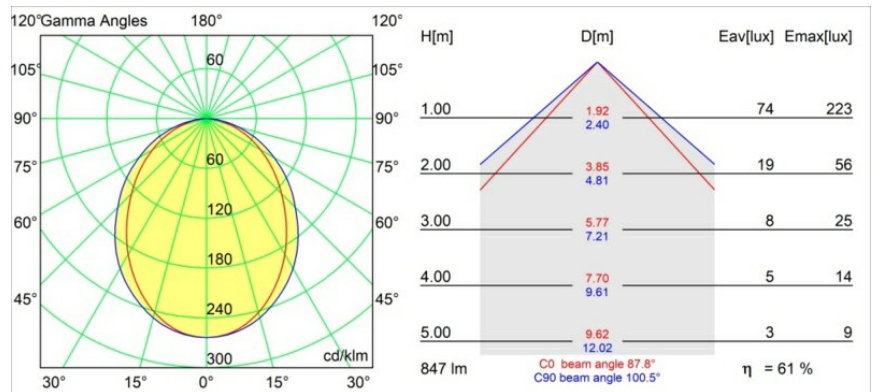 120° Gamma Angles 180° 120°
105° 60 105°
90° 90°
60
75° 75°
120
60° 60°
180
45° 240 45°
300 cd/klm
30° 15° 0° 15° 30°
H[m] D[m] Eav[lux] Emax[lux]
1.00 1.92 74 223
2.40
2.00 3.85 19 56
4.81
3.00 5.77 8 25
7.21
4.00 7.70 5 14
9.61
5.00 9.62 3 9
12.02
847 lm C0 beam angle 87.8° η = 61 %
C90 beam angle 100.5°